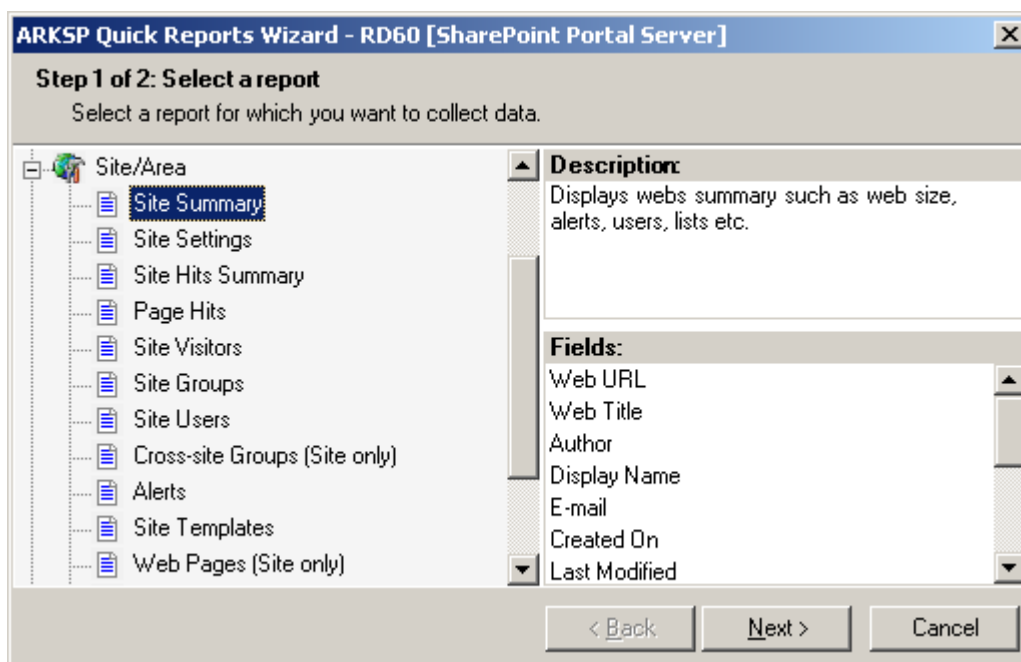 ARKSP Quick Reports Wizard - RD60 [SharePoint Portal Server]
Step 1 of 2: Select a report
Select a report for which you want to collect data.
Site/Area
Site Summary
Site Settings
Site Hits Summary
Page Hits
Site Visitors
Site Groups
Site Users
Cross-site Groups (Site only)
Alerts
Site Templates
Web Pages (Site only)
Description:
Displays webs summary such as web size,
alerts, users, lists etc.
Fields:
Web URL
Web Title
Author
Display Name
E-mail
Created On
Last Modified
< Back
Next >
Cancel